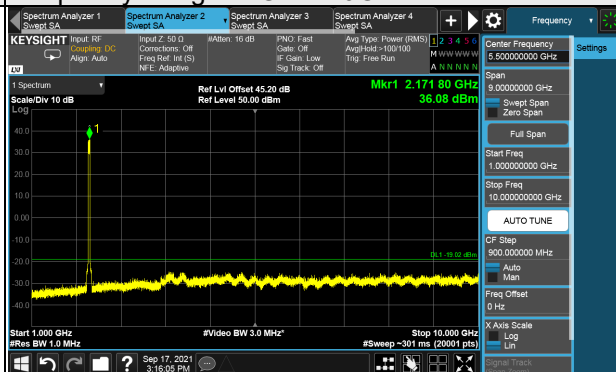 Spectrum Analyzer 1
Swept SA
Spectrum Analyzer 2
Swept SA
Spectrum Analyzer 3
Swept SA
Spectrum Analyzer 4
Swept SA
Frequency
KEYSIGHT
Input: RF
Coupling: DC
Align: Auto
Input Z: 50 Ω
Corrections: Off
Freq Ref: Int (S)
NFE: Adaptive
#Atten: 16 dB
PNO: Fast
Gate: Off
IF Gain: Low
Sig Track: Off
Avg Type: Power (RMS)
Avg|Hold:>100/100
Trig: Free Run
1 2 3 4 5 6
M W W W W W
A N N N N N
LXI
1 Spectrum
Scale/Div 10 dB
Log
Ref Lvl Offset 45.20 dB
Ref Level 50.00 dBm
Mkr1 2.171 80 GHz
36.08 dBm
1
40.0
30.0
20.0
10.0
0.00
-10.0
-20.0
-30.0
-40.0
DL1 -19.02 dBm
Start 1.000 GHz
#Res BW 1.0 MHz
#Video BW 3.0 MHz*
Stop 10.000 GHz
#Sweep ~301 ms (20001 pts)
Center Frequency
5.500000000 GHz
Span
9.00000000 GHz
Swept Span
Zero Span
Full Span
Start Freq
1.000000000 GHz
Stop Freq
10.000000000 GHz
AUTO TUNE
CF Step
900.000000 MHz
Auto
Man
Freq Offset
0 Hz
X Axis Scale
Log
Lin
Signal Track
Settings
Sep 17, 2021
3:16:05 PM